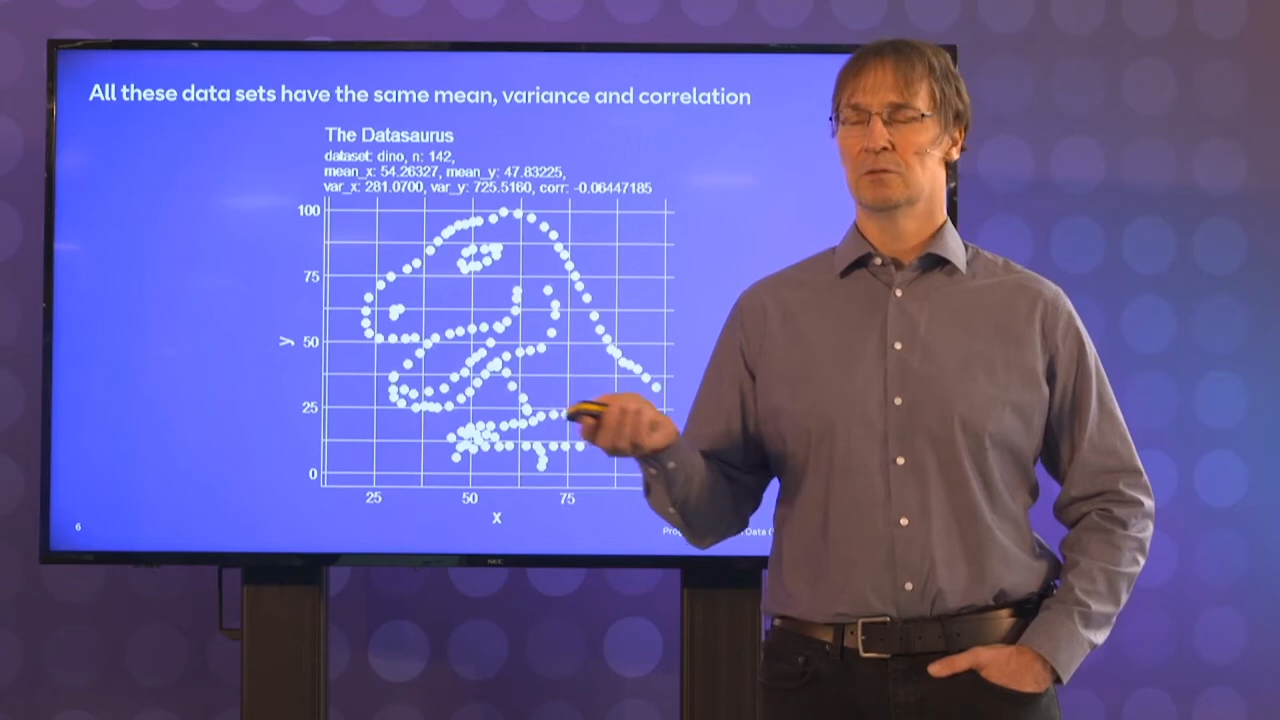 All these data sets have the same mean, variance and correlation
The Datasaurus
dataset: dino, n: 142,
mean_x: 54.26327, mean_y: 47.83225,
var_x: 281.0700, var_y: 725.5160, corr: -0.06447185
100
75
50
25
0
y
25
50
75
x
6
Data
NEC